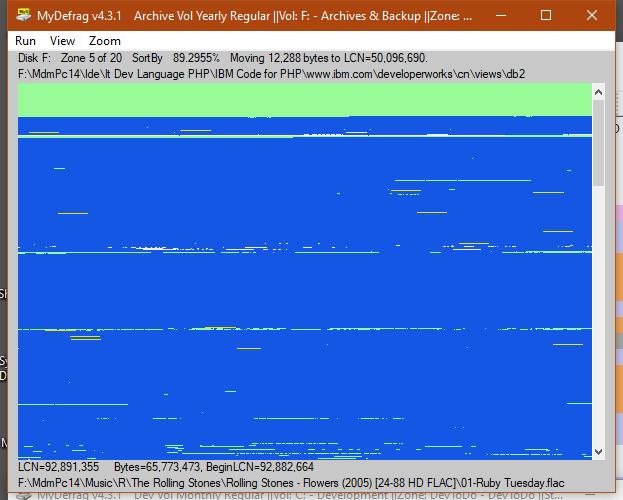 MyDefrag v4.3.1   Archive Vol Yearly Regular ||Vol: F: - Archives & Backup ||Zone: ...
Run   View   Zoom
Disk F:   Zone 5 of 20   SortBy   89.2955%   Moving 12,288 bytes to LCN=50,096,690.
F:\MdmPc14\Ide\It Dev Language PHP\IBM Code for PHP\www.ibm.com\developerworks\cn\views\db2
LCN=92,891,355   Bytes=65,773,473, BeginLCN=92,882,664
F:\MdmPc14\Music\R\The Rolling Stones\Rolling Stones - Flowers (2005) [24-88 HD FLAC]\01-Ruby Tuesday.flac
MyDefrag v4.3.1   Dev Vol Monthly Regular ||Vol: C: - Development ||Zone: DevToDo - DevToDo ||St...